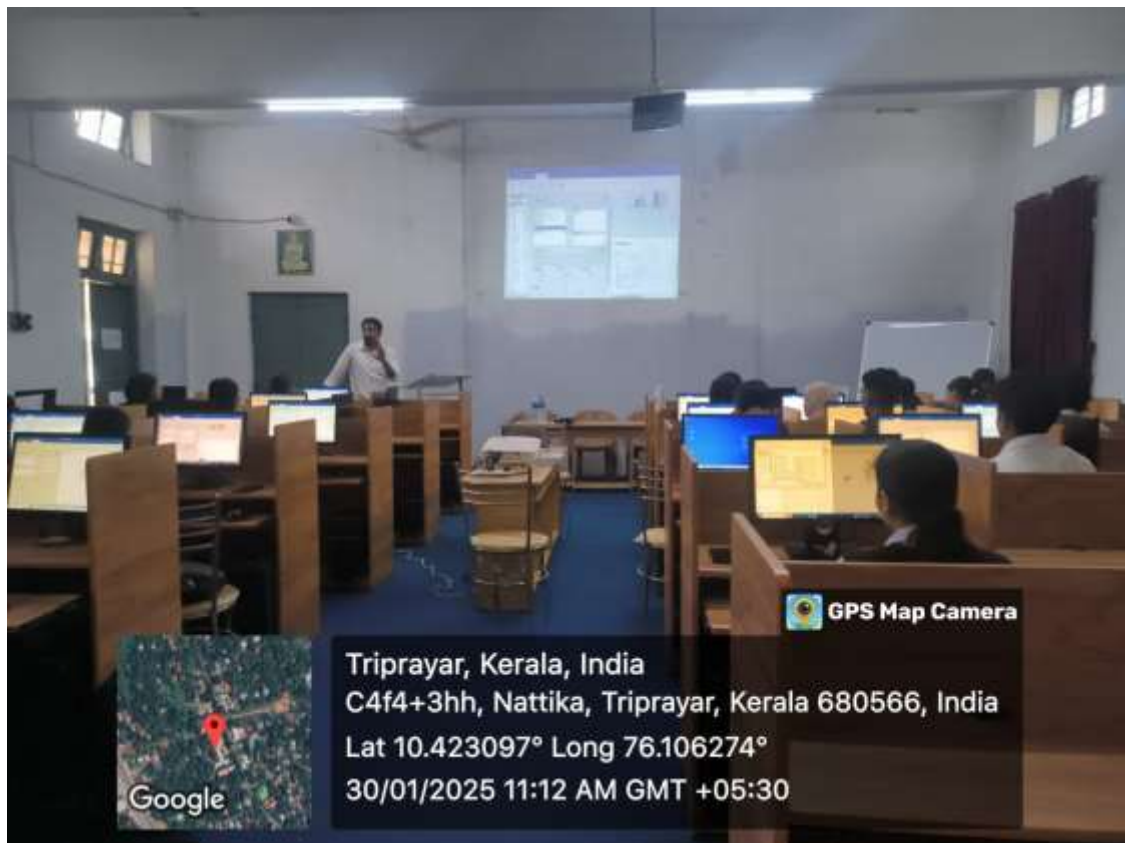 GPS Map Camera
Triprayar, Kerala, India
C4f4+3hh, Nattika, Triprayar, Kerala 680566, India
Lat 10.423097° Long 76.106274°
30/01/2025 11:12 AM GMT +05:30
Google